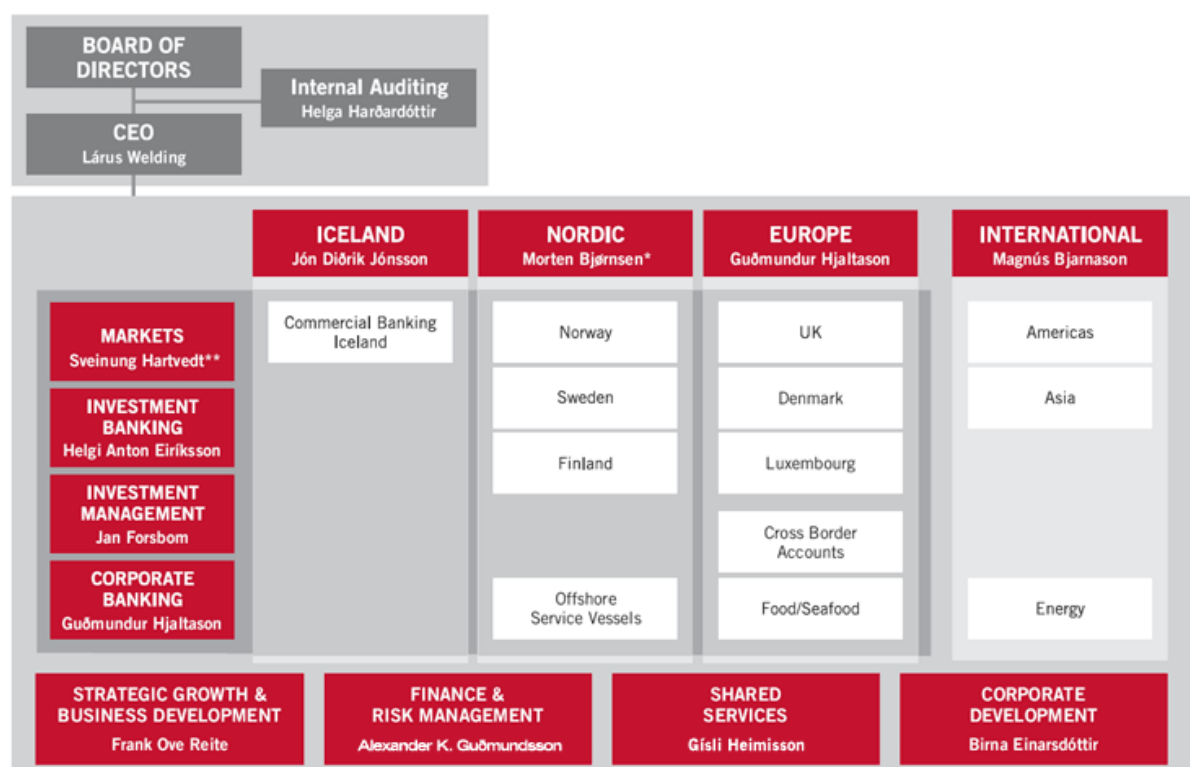 BOARD OF
DIRECTORS
Internal Auditing
Helga Harðardóttir
CEO
Lárus Welding
ICELAND
Jón Diðrik Jónsson
NORDIC
Morten Bjørnsen*
EUROPE
Guðmundur Hjaltason
INTERNATIONAL
Magnús Bjarnason
MARKETS
Sveinung Hartvedt**
INVESTMENT
BANKING
Helgi Anton Eiríksson
INVESTMENT
MANAGEMENT
Jan Forsbom
CORPORATE
BANKING
Guðmundur Hjaltason
Commercial Banking
Iceland
Norway
Sweden
Finland
Offshore
Service Vessels
UK
Denmark
Luxembourg
Cross Border
Accounts
Food/Seafood
Americas
Asia
Energy
STRATEGIC GROWTH &
BUSINESS DEVELOPMENT
Frank Ove Reite
FINANCE &
RISK MANAGEMENT
Alexander K. Guðmundsson
SHARED
SERVICES
Gísli Heimisson
CORPORATE
DEVELOPMENT
Birna Einarsdóttir